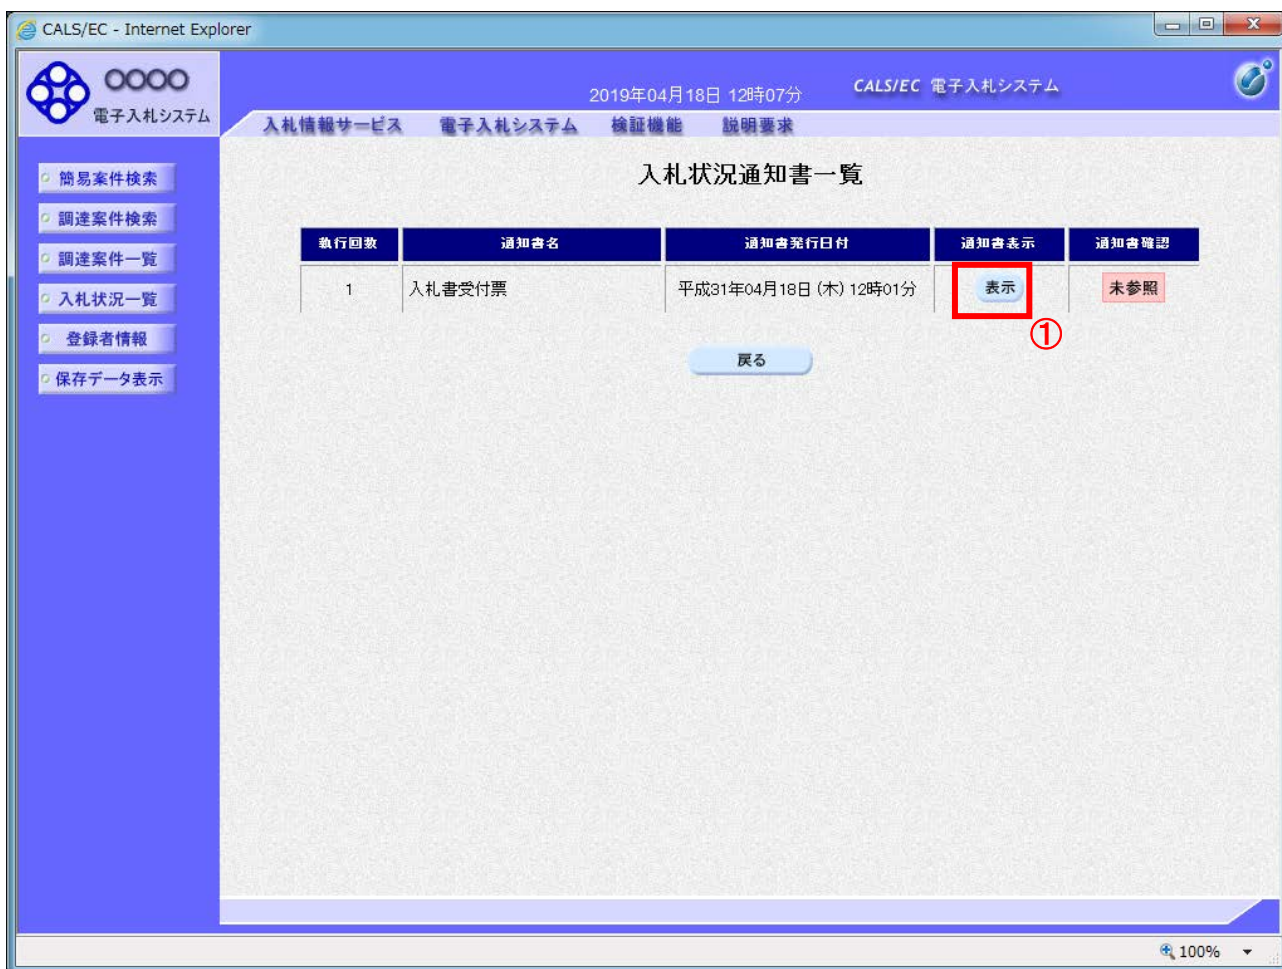 CALS/EC - Internet Explorer
OOOO
電子入札システム
2019年04月18日 12時07分
CALS/EC 電子入札システム
入札情報サービス 電子入札システム 検証機能 説明要求
簡易案件検索
調達案件検索
調達案件一覧
入札状況一覧
登録者情報
保存データ表示
入札状況通知書一覧
執行回数 通知書名 通知書発行日付 通知書表示 通知書確認
1 入札書受付票 平成31年04月18日 (木) 12時01分 表示 未参照
①
戻る
100%